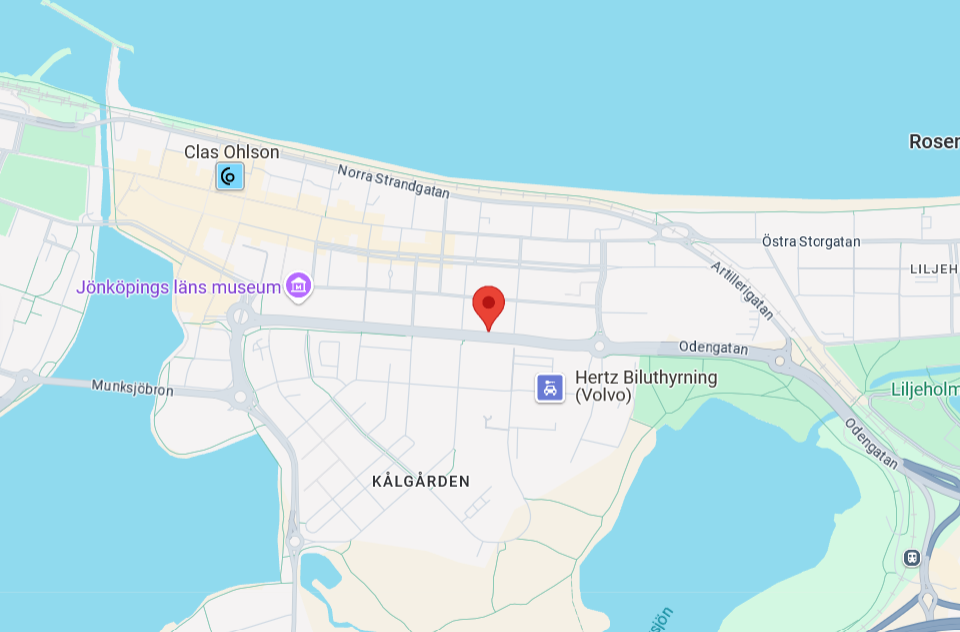 Rosen
Clas Ohlson
Norra Strandgatan
Östra Storgatan
LILJEH
Artillerigatan
Jönköpings läns museum
Odengatan
Hertz Biluthyrning
(Volvo)
Munksjöbron
Liljeholm
Odengatan
KÅLGÅRDEN
sjön